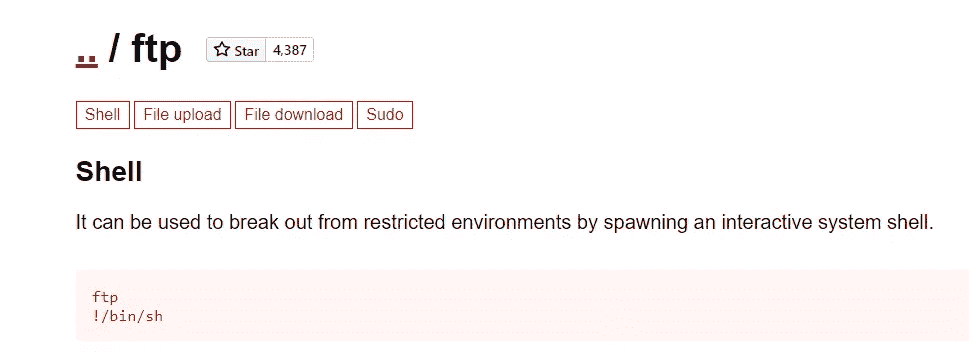 .. / ftp Star 4,387
Shell File upload File download Sudo
Shell
It can be used to break out from restricted environments by spawning an interactive system shell.
ftp
!/bin/sh